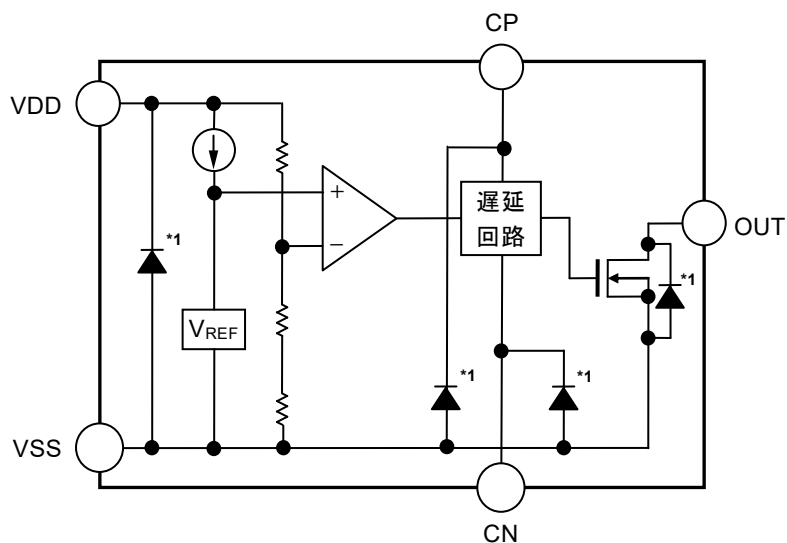 CP
VDD
*1
+
−
遅延
回路
OUT
*1
VREF
*1
*1
VSS
CN